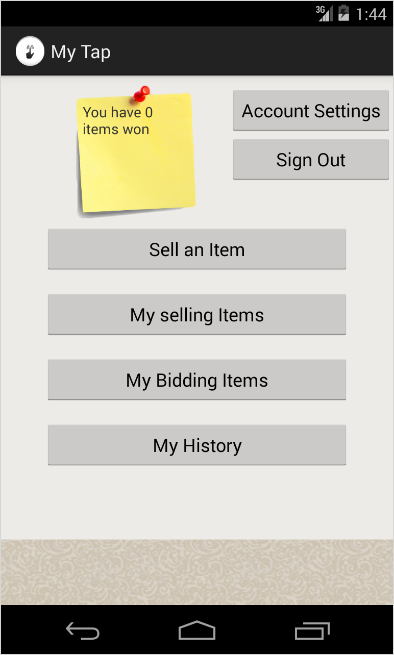 3G
1:44
My Tap
You have 0
items won
Account Settings
Sign Out
Sell an Item
My selling Items
My Bidding Items
My History